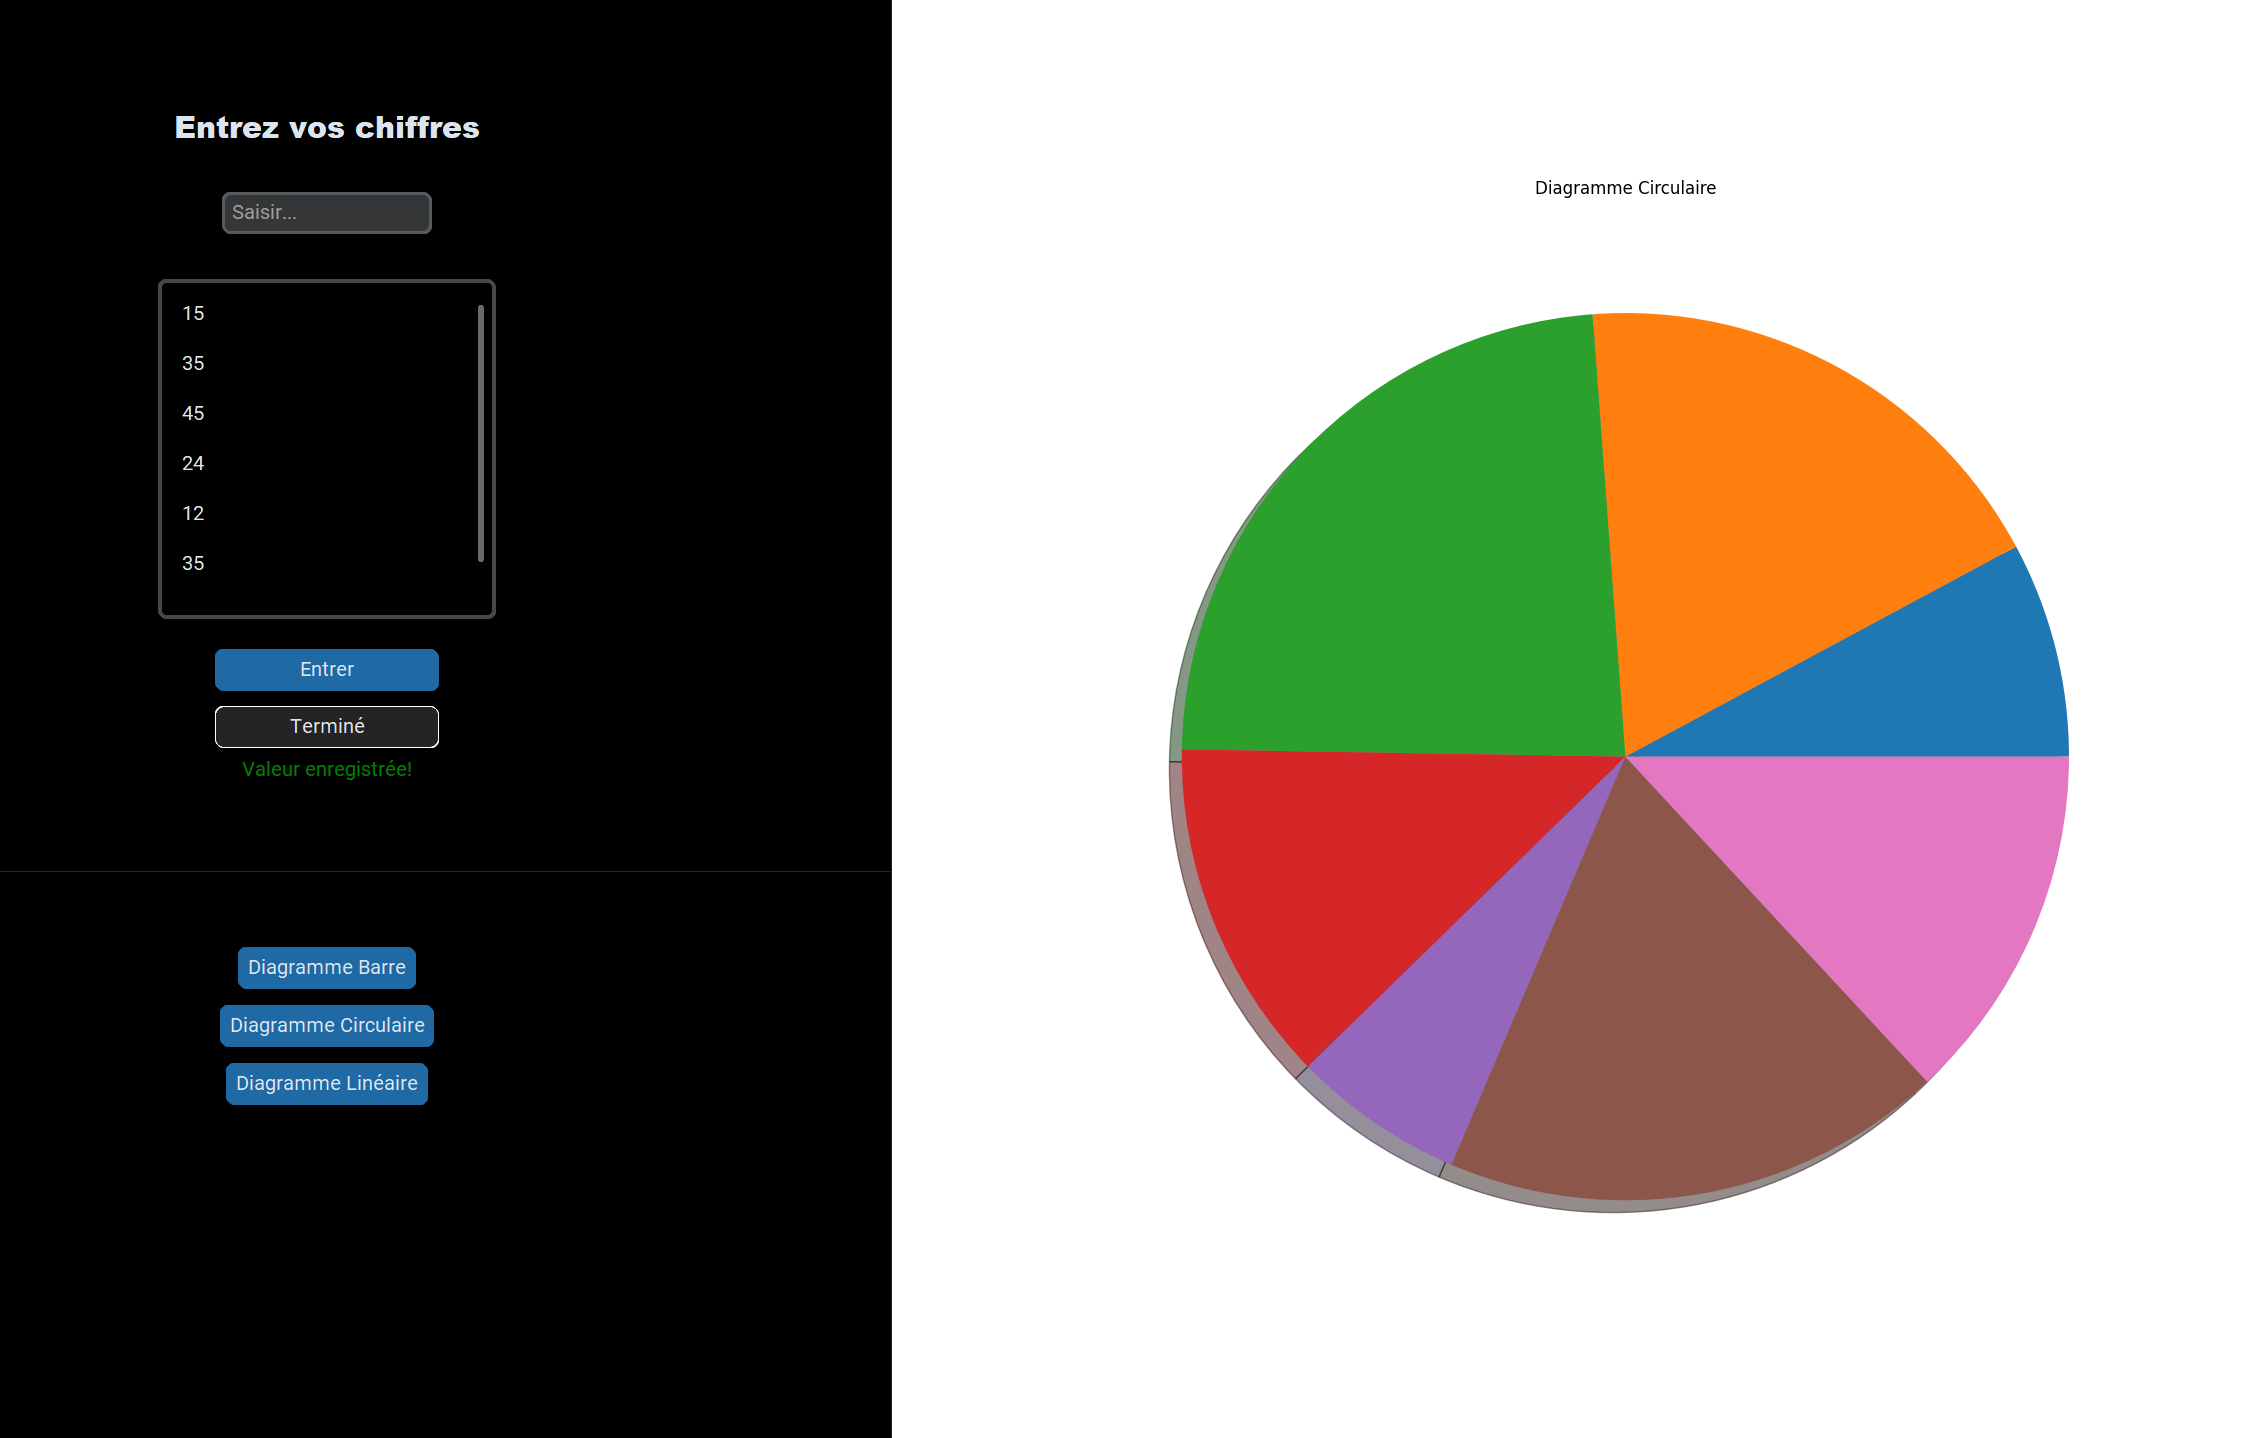 Entrez vos chiffres
Saisir...
15
35
45
24
12
35
Entrer
Terminé
Valeur enregistrée!
Diagramme Barre
Diagramme Circulaire
Diagramme Linéaire
Diagramme Circulaire